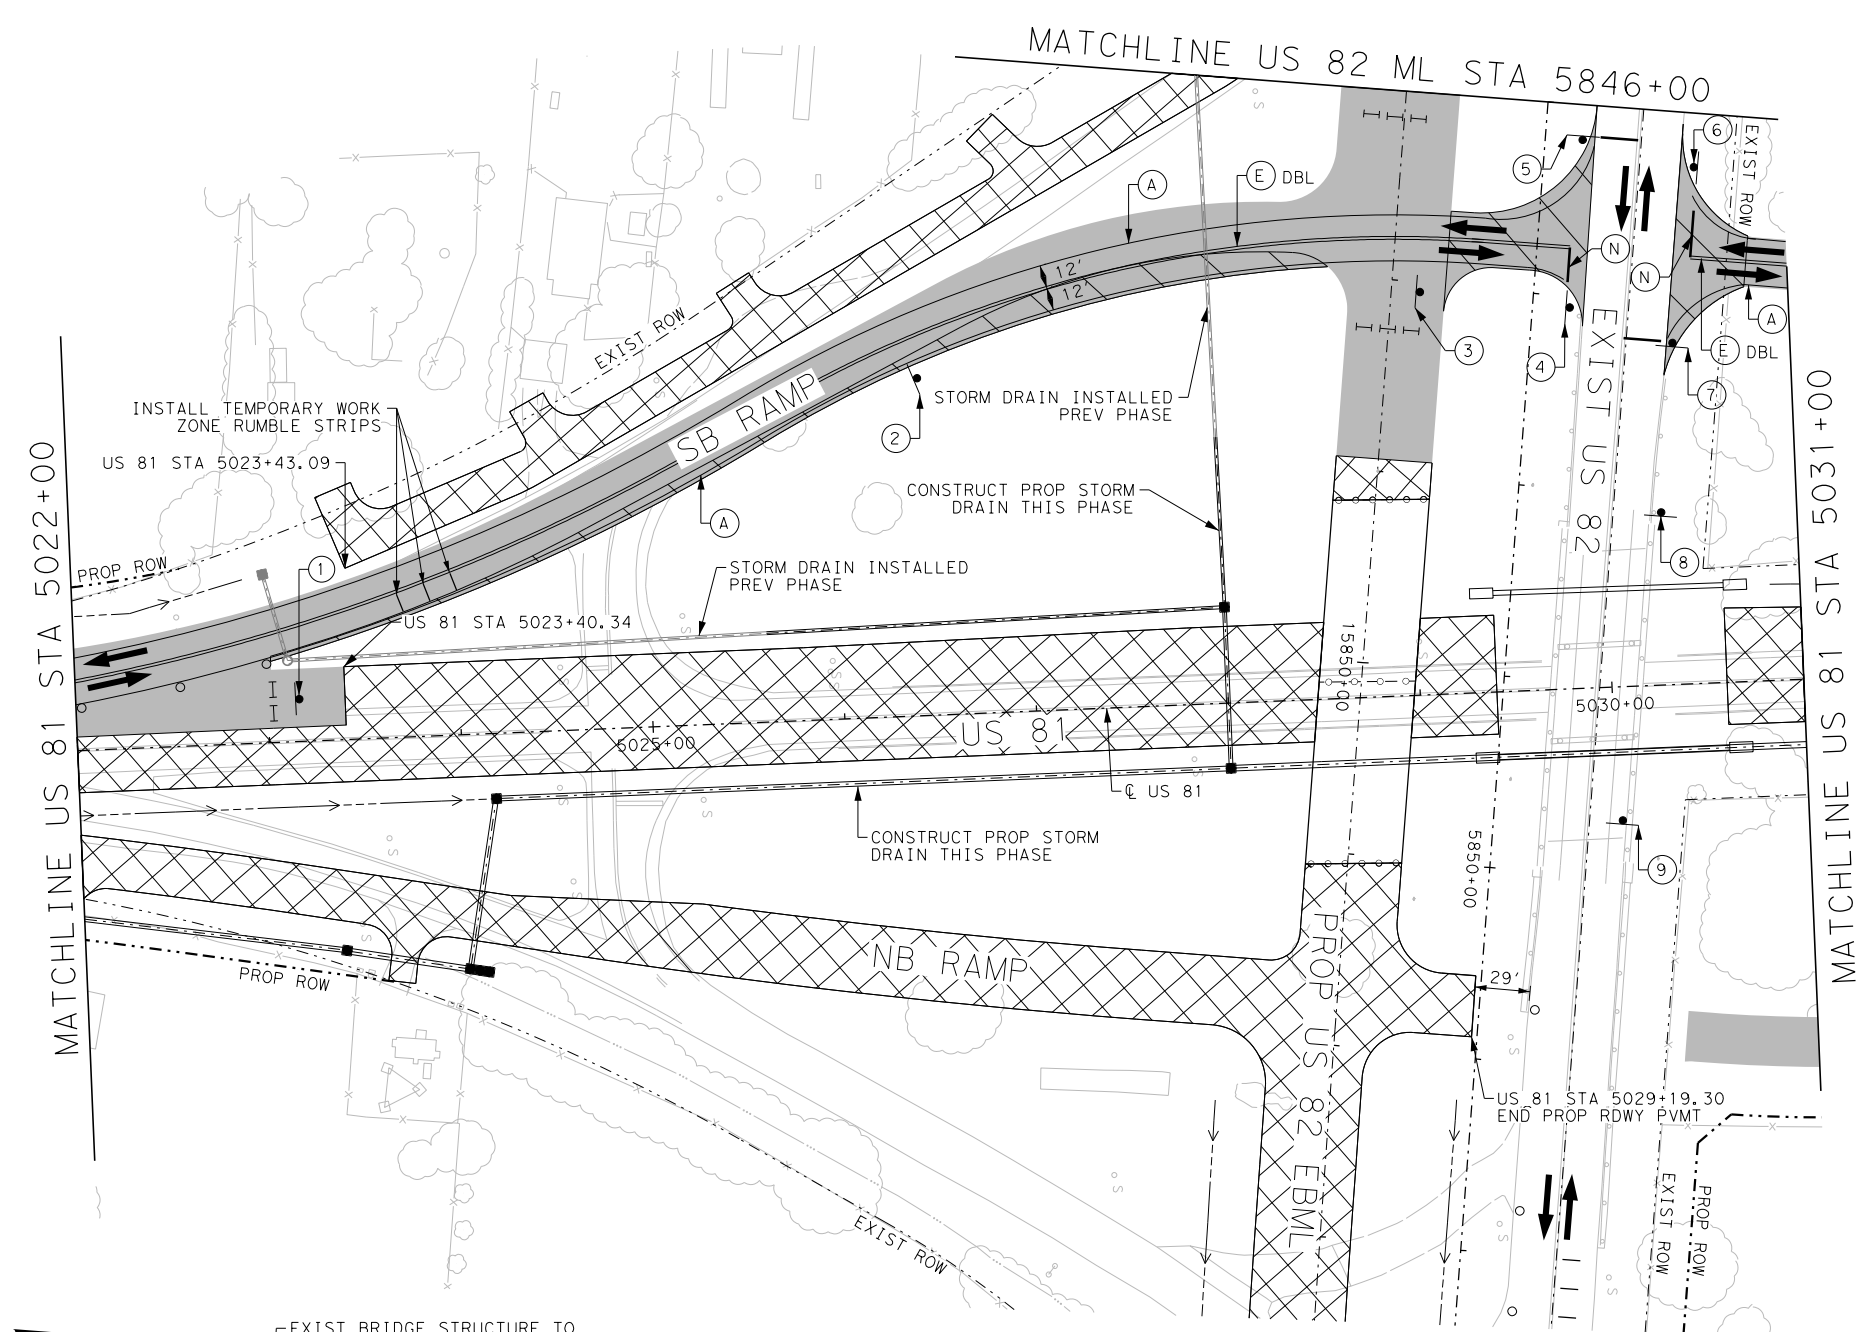 MATCHLINE US 82 ML STA 5846+00
EXIST ROW
6
5
A
E DBL
N
N
12'
12'
A
E DBL
EXIST ROW
3
4
7
STORM DRAIN INSTALLED
PREV PHASE
2
SB RAMP
INSTALL TEMPORARY WORK
ZONE RUMBLE STRIPS
US 81 STA 5023+43.09
A
CONSTRUCT PROP STORM
DRAIN THIS PHASE
EXIST US 82
8
PROP ROW
1
STORM DRAIN INSTALLED
PREV PHASE
US 81 STA 5023+40.34
MATCHLINE US 81 STA 5022+00
MATCHLINE US 81 STA 5031+00
15850+00
5030+00
US 81
5025+00
℄ US 81
CONSTRUCT PROP STORM
DRAIN THIS PHASE
5850+00
9
NB RAMP
PROP ROW
29'
PROP US 82 EBML
US 81 STA 5029+19.30
END PROP RDWY PVMT
EXIST ROW
PROP ROW
EXIST ROW
EXIST BRIDGE STRUCTURE TO